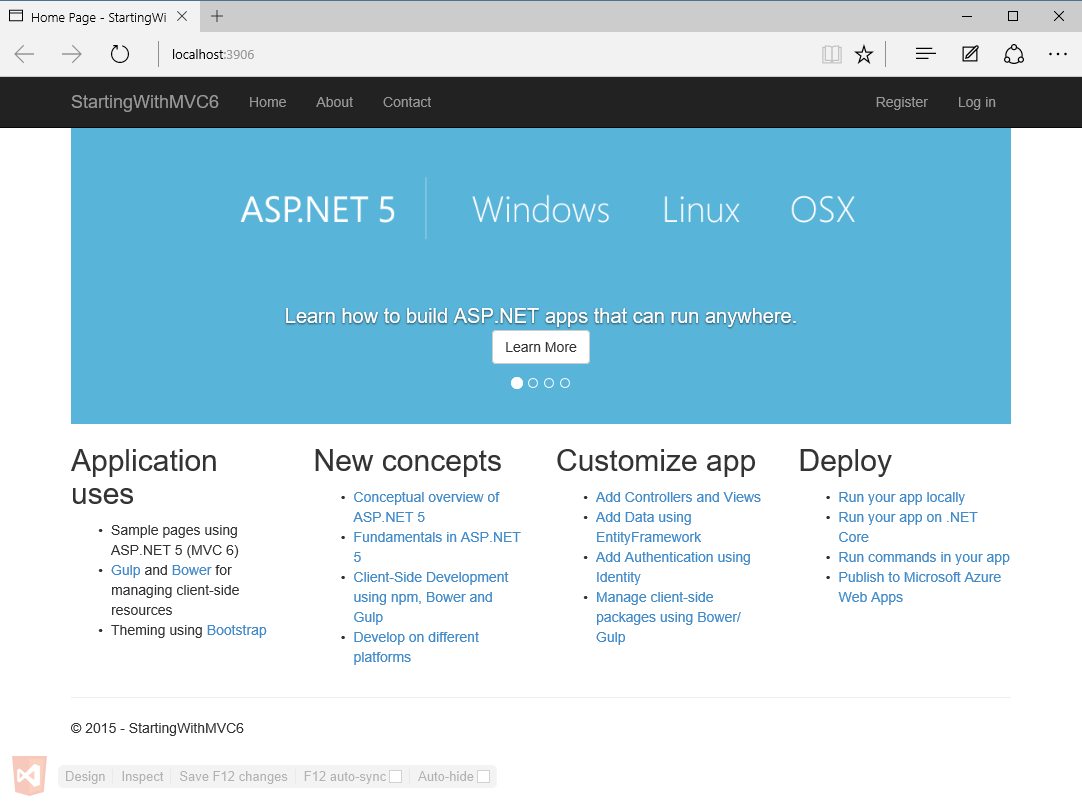 Home Page - StartingWi
localhost:3906
StartingWithMVC6 Home About Contact Register Log in
ASP.NET 5 Windows Linux OSX
Learn how to build ASP.NET apps that can run anywhere.
Learn More
Application
uses
• Sample pages using
ASP.NET 5 (MVC 6)
• Gulp and Bower for
managing client-side
resources
• Theming using Bootstrap
New concepts
• Conceptual overview of
ASP.NET 5
• Fundamentals in ASP.NET
5
• Client-Side Development
using npm, Bower and
Gulp
• Develop on different
platforms
Customize app
• Add Controllers and Views
• Add Data using
EntityFramework
• Add Authentication using
Identity
• Manage client-side
packages using Bower/
Gulp
Deploy
• Run your app locally
• Run your app on .NET
Core
• Run commands in your app
• Publish to Microsoft Azure
Web Apps
© 2015 - StartingWithMVC6
Design Inspect Save F12 changes F12 auto-sync Auto-hide